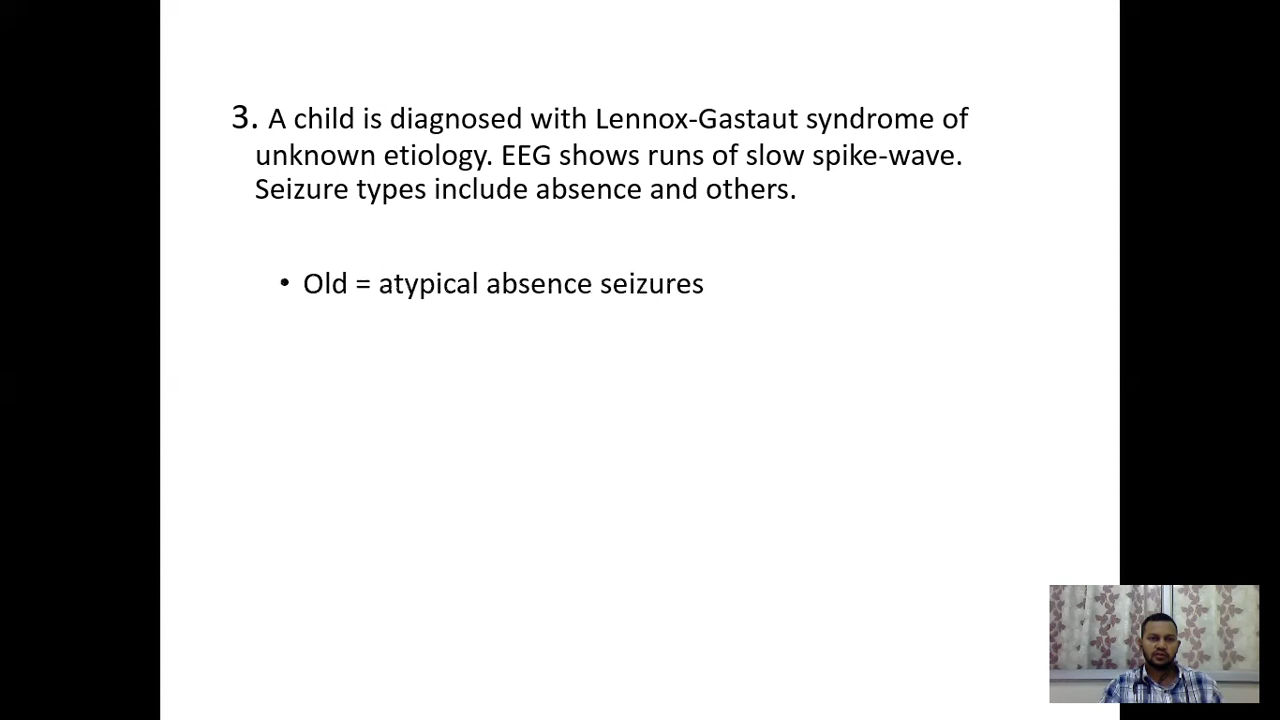 3. A child is diagnosed with Lennox-Gastaut syndrome of
unknown etiology. EEG shows runs of slow spike-wave.
Seizure types include absence and others.
• Old = atypical absence seizures